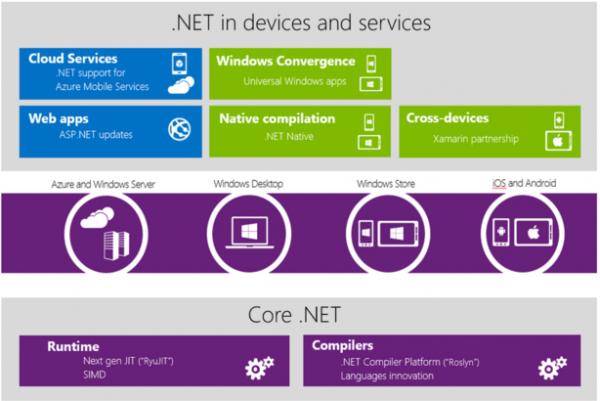 .NET in devices and services
Cloud Services
.NET support for
Azure Mobile Services
Windows Convergence
Universal Windows apps
Web apps
ASP.NET updates
Native compilation
.NET Native
Cross-devices
Xamarin partnership
Azure and Windows Server
Windows Desktop
Windows Store
iOS and Android
Core .NET
Runtime
Next gen JIT ("RyuJIT")
SIMD
Compilers
.NET Compiler Platform ("Roslyn")
Languages innovation